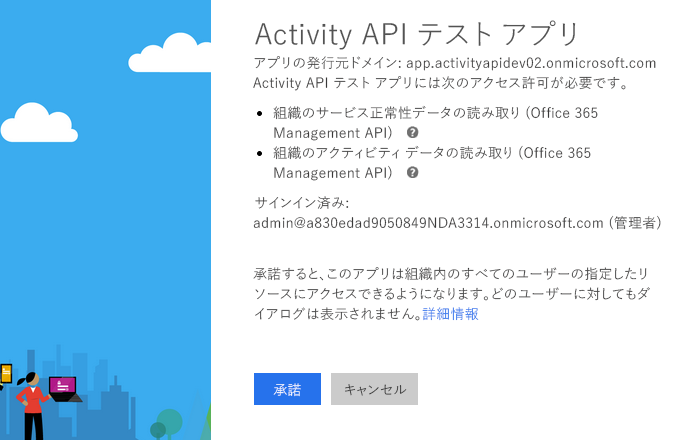 Activity API テスト アプリ
アプリの発行元ドメイン: app.activityapidev02.onmicrosoft.com
Activity API テスト アプリには次のアクセス許可が必要です。
• 組織のサービス正常性データの読み取り (Office 365
Management API) ?
• 組織のアクティビティ データの読み取り (Office 365
Management API) ?
サインイン済み:
admin@a830edad9050849NDA3314.onmicrosoft.com (管理者)
承諾すると、このアプリは組織内のすべてのユーザーの指定したリ
ソースにアクセスできるようになります。どのユーザーに対してもダ
イアログは表示されません。詳細情報
承諾 キャンセル